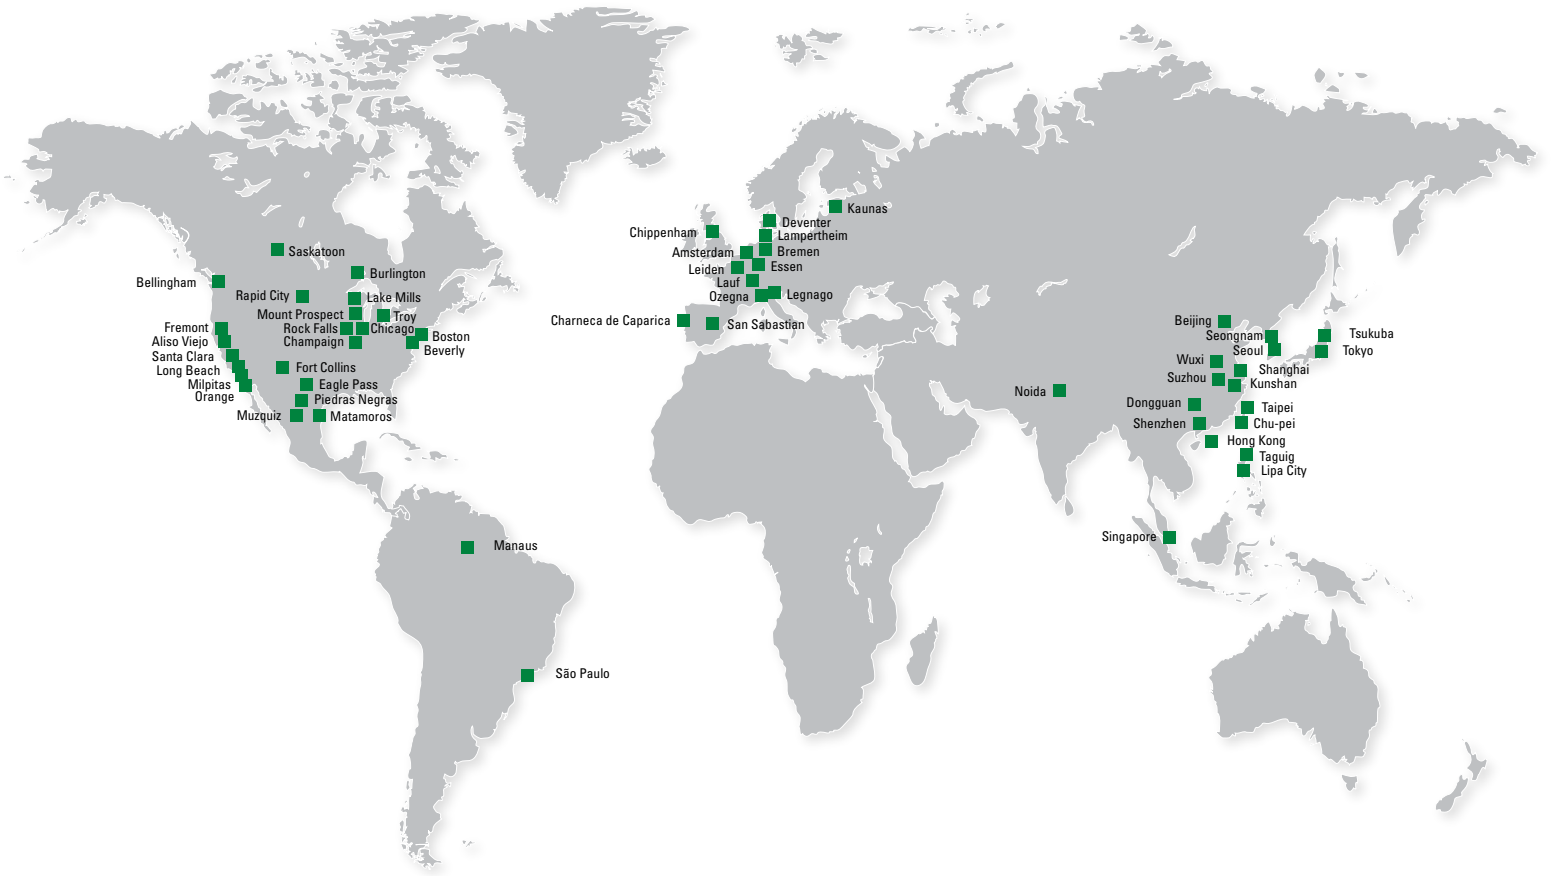 Saskatoon
Burlington
Bellingham
Rapid City
Lake Mills
Mount Prospect
Troy
Rock Falls
Chicago
Champaign
Boston
Beverly
Fremont
Aliso Viejo
Santa Clara
Long Beach
Milpitas
Orange
Fort Collins
Eagle Pass
Piedras Negras
Muzquiz
Matamoros
Manaus
São Paulo
Kaunas
Chippenham
Deventer
Lampertheim
Amsterdam
Bremen
Leiden
Essen
Lauf
Ozegna
Legnago
Charneca de Caparica
San Sabastian
Noida
Beijing
Seongnam
Seoul
Tsukuba
Tokyo
Wuxi
Shanghai
Suzhou
Kunshan
Dongguan
Taipei
Shenzhen
Chu-pei
Hong Kong
Taguig
Lipa City
Singapore